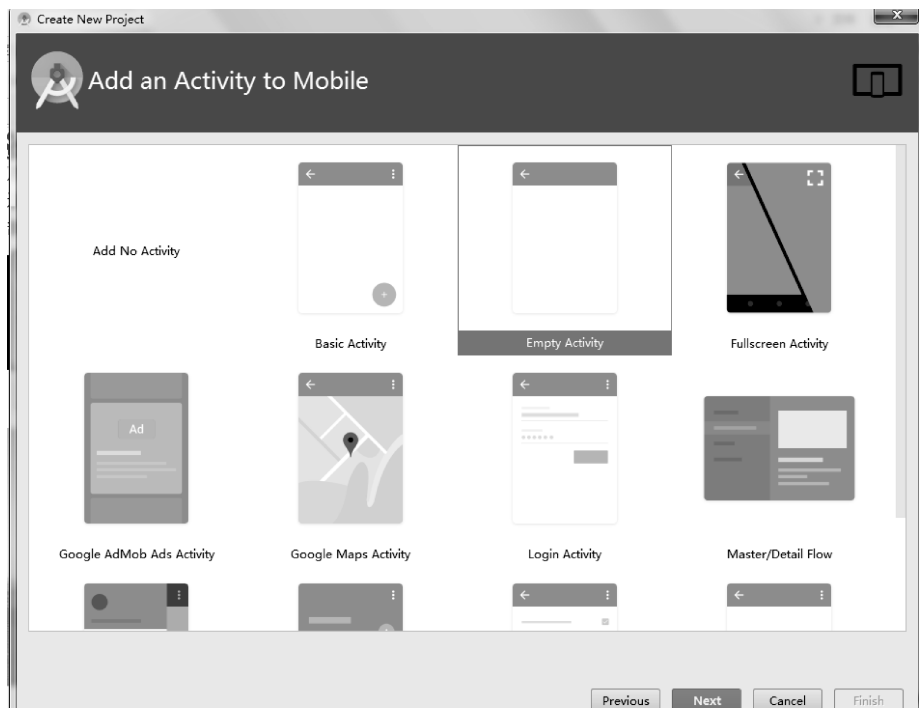 Create New Project
Add an Activity to Mobile
Add No Activity
Basic Activity
Empty Activity
Fullscreen Activity
Ad
Google AdMob Ads Activity
Google Maps Activity
Login Activity
Master/Detail Flow
Previous
Next
Cancel
Finish